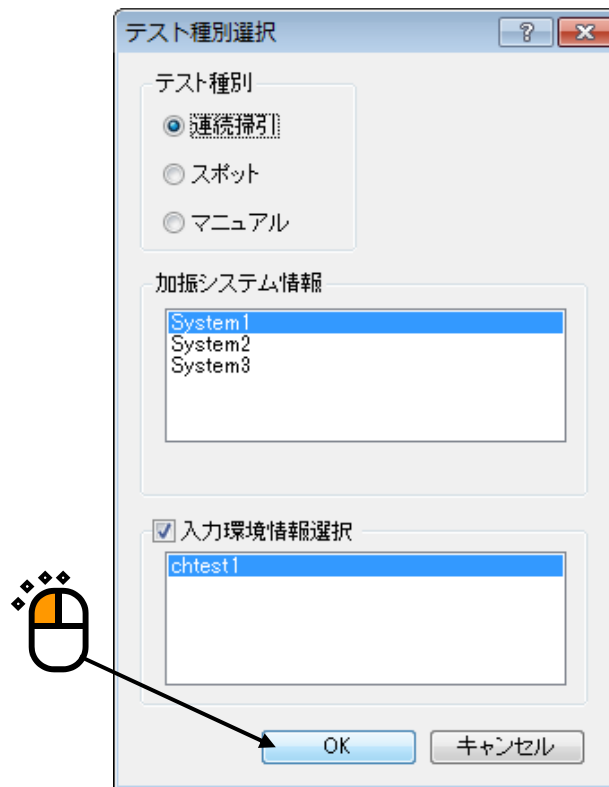 テスト種別選択
テスト種別
連続掃引
スポット
マニュアル
加振システム情報
System1
System2
System3
入力環境情報選択
chtest1
OK
キャンセル